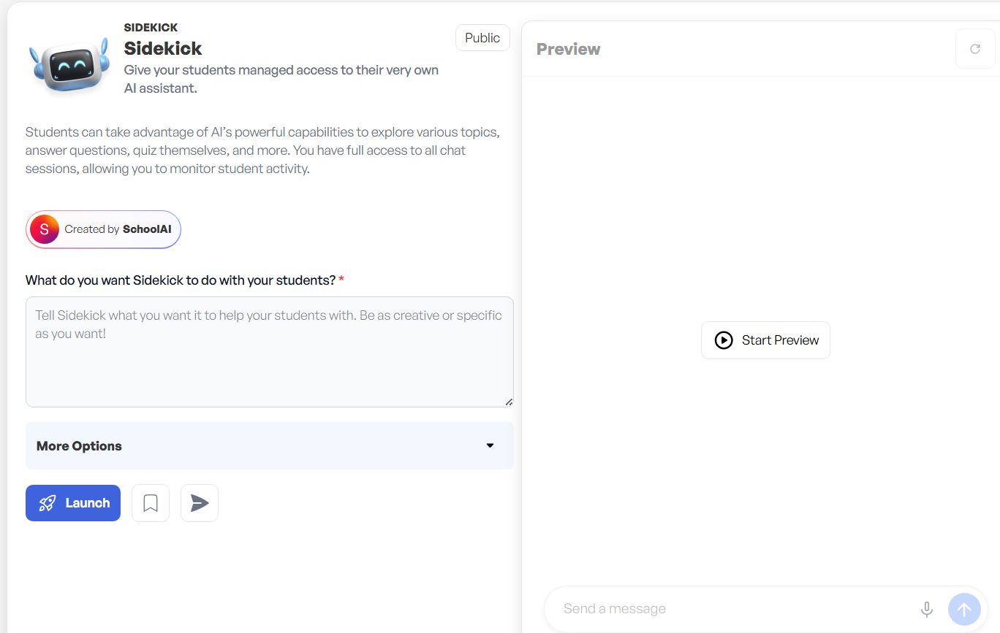 SIDEKICK
Sidekick
Give your students managed access to their very own
AI assistant.
Public
Students can take advantage of AI’s powerful capabilities to explore various topics,
answer questions, quiz themselves, and more. You have full access to all chat
sessions, allowing you to monitor student activity.
S Created by SchoolAI
What do you want Sidekick to do with your students? *
Tell Sidekick what you want it to help your students with. Be as creative or specific
as you want!
More Options
Launch
Preview
Start Preview
Send a message